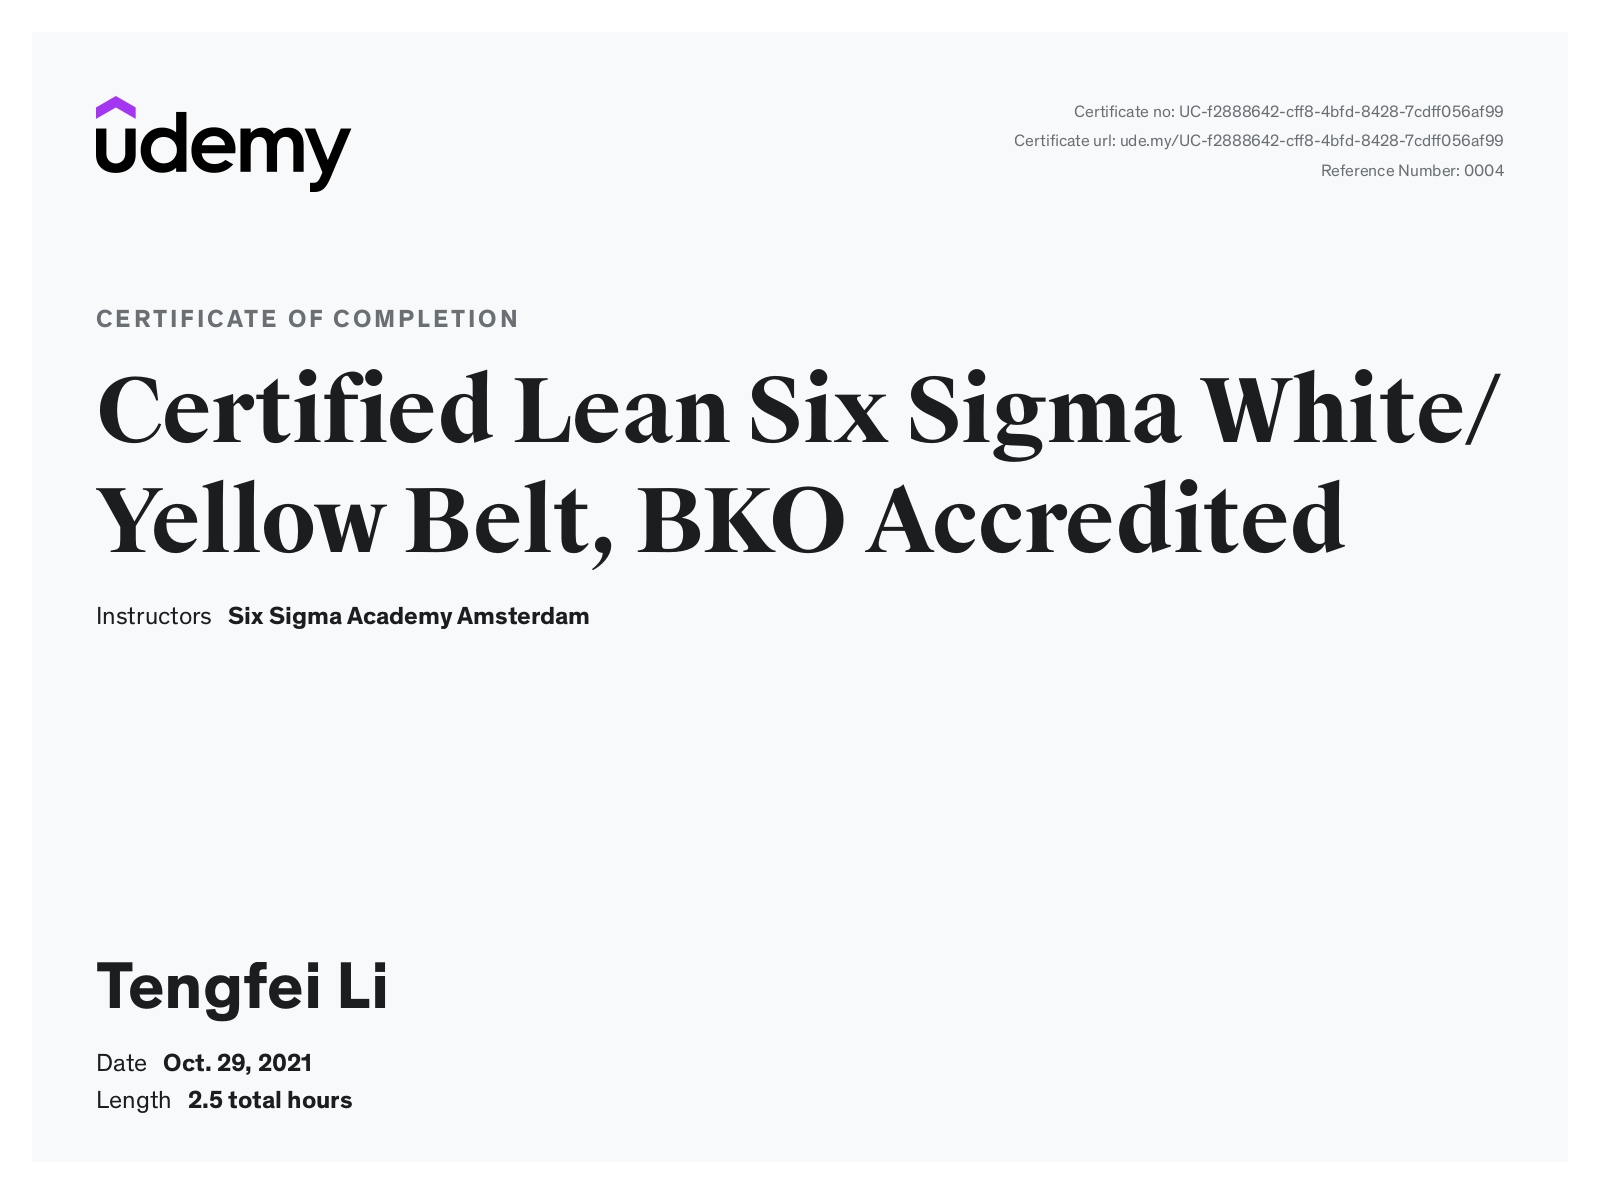 udemy
Certificate no: UC-f2888642-cff8-4bfd-8428-7cdff056af99
Certificate url: ude.my/UC-f2888642-cff8-4bfd-8428-7cdff056af99
Reference Number: 0004
CERTIFICATE OF COMPLETION
Certified Lean Six Sigma White/
Yellow Belt, BKO Accredited
Instructors Six Sigma Academy Amsterdam
Tengfei Li
Date Oct. 29, 2021
Length 2.5 total hours